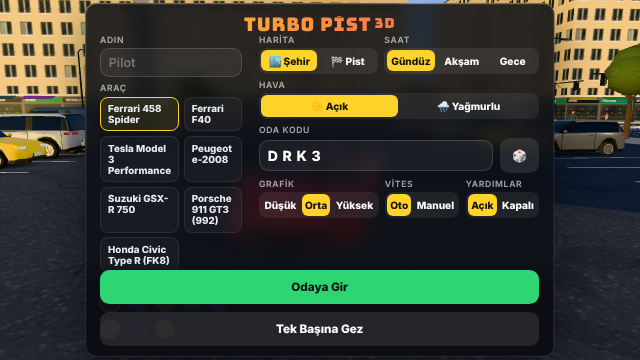 TURBO PİST 3D
ADIN
Pilot
ARAÇ
Ferrari 458 Spider
Ferrari F40
Tesla Model 3 Performance
Peugeot e-2008
Suzuki GSX-R 750
Porsche 911 GT3 (992)
Honda Civic Type R (FK8)
HARİTA
Şehir
Pist
SAAT
Gündüz
Akşam
Gece
HAVA
Açık
Yağmurlu
ODA KODU
DRK3
GRAFİK
Düşük
Orta
Yüksek
VİTES
Oto
Manuel
YARDIMLAR
Açık
Kapalı
Odaya Gir
Tek Başına Gez